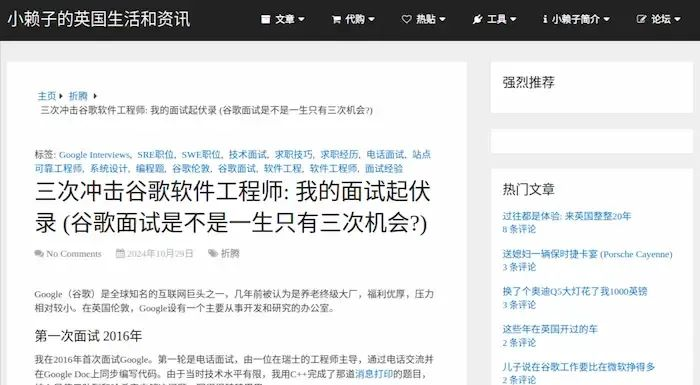 小赖子的英国生活和资讯
文章 代购 热贴 工具 小赖子简介 论坛
主页 折腾
三次冲击谷歌软件工程师: 我的面试起伏录 (谷歌面试是不是一生只有三次机会?)
标签: Google Interviews, SRE职位, SWE职位, 技术面试, 求职技巧, 求职经历, 电话面试, 站点
可靠工程师, 系统设计, 编程题, 谷歌伦敦, 谷歌面试, 软件工程, 软件工程师, 面试经验
三次冲击谷歌软件工程师: 我的面试起伏
录 (谷歌面试是不是一生只有三次机会?)
No Comments 2024年10月29日 折腾
Google（谷歌）是全球知名的互联网巨头之一，几年前被认为是养老终级大厂，福利优厚，压力
相对较小。在英国伦敦，Google设有一个主要从事开发和研究的办公室。
第一次面试 2016年
我在2016年首次面试Google。第一轮是电话面试，由一位在瑞士的工程师主导，通过电话交流并
在Google Doc上同步编写代码。由于当时技术水平有限，我用C++完成了那道消息打印的题目，
强烈推荐
热门文章
过往都是体验: 来英国整整20年
8 条评论
送媳妇一辆保时捷卡宴 (Porsche Cayenne)
3 条评论
换了个奥迪Q5大灯花了我1000英镑
3 条评论
这些年在英国开过的车
2 条评论
儿子说在谷歌工作要比在微软挣得多
2 条评论